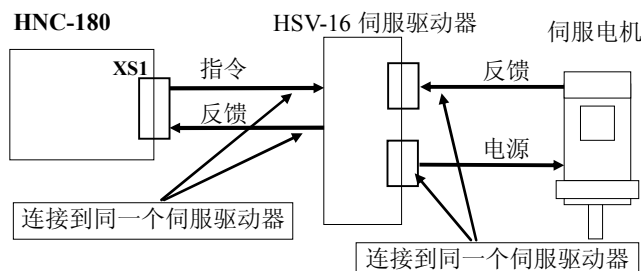 HNC-180
HSV-16 伺服驱动器
伺服电机
XS1
指令
反馈
反馈
电源
连接到同一个伺服驱动器
连接到同一个伺服驱动器